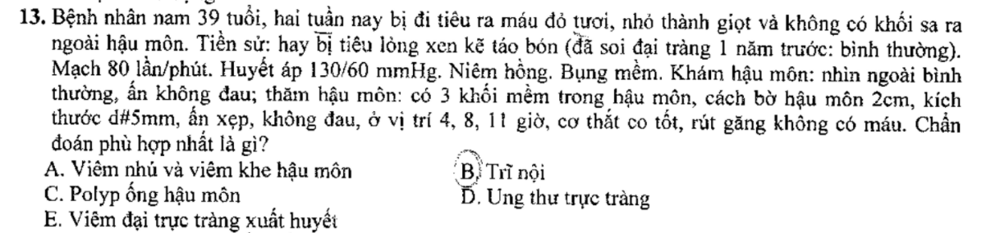 13. Bệnh nhân nam 39 tuổi, hai tuần nay bị đi tiêu ra máu đỏ tươi, nhỏ thành giọt và không có khối sa ra
ngoài hậu môn. Tiền sử: hay bị tiêu lỏng xen kẽ táo bón (đã soi đại tràng 1 năm trước: bình thường).
Mạch 80 lần/phút. Huyết áp 130/60 mmHg. Niêm hồng. Bụng mềm. Khám hậu môn: nhìn ngoài bình
thường, ấn không đau; thăm hậu môn: có 3 khối mềm trong hậu môn, cách bờ hậu môn 2cm, kích
thước d#5mm, ấn xẹp, không đau, ở vị trí 4, 8, 11 giờ, cơ thắt co tốt, rút găng không có máu. Chẩn
đoán phù hợp nhất là gì?
A. Viêm nhú và viêm khe hậu môn B. Trĩ nội
C. Polyp ống hậu môn D. Ung thư trực tràng
E. Viêm đại trực tràng xuất huyết